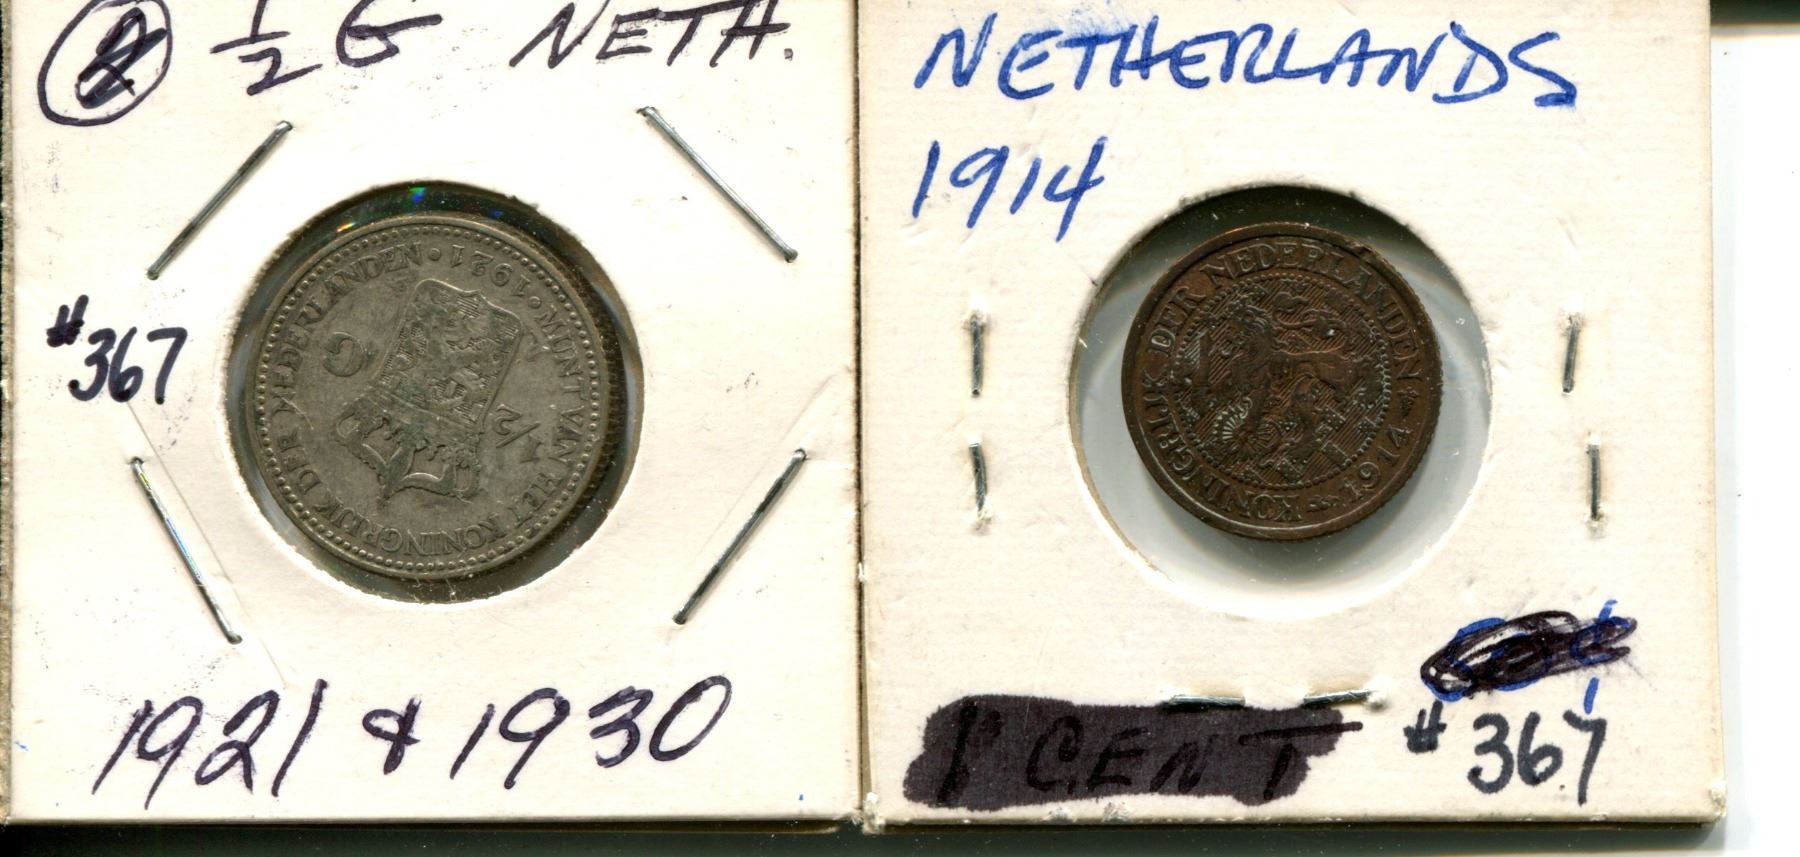 1/2 G NETH.
#367
KONINGRIJK DER NEDERLANDEN • 1921 • MUNT VAN HET
1/2 G
1921 & 1930
NETHERLANDS
1914
KONINGRIJK DER NEDERLANDEN
1914
1 CENT
#367